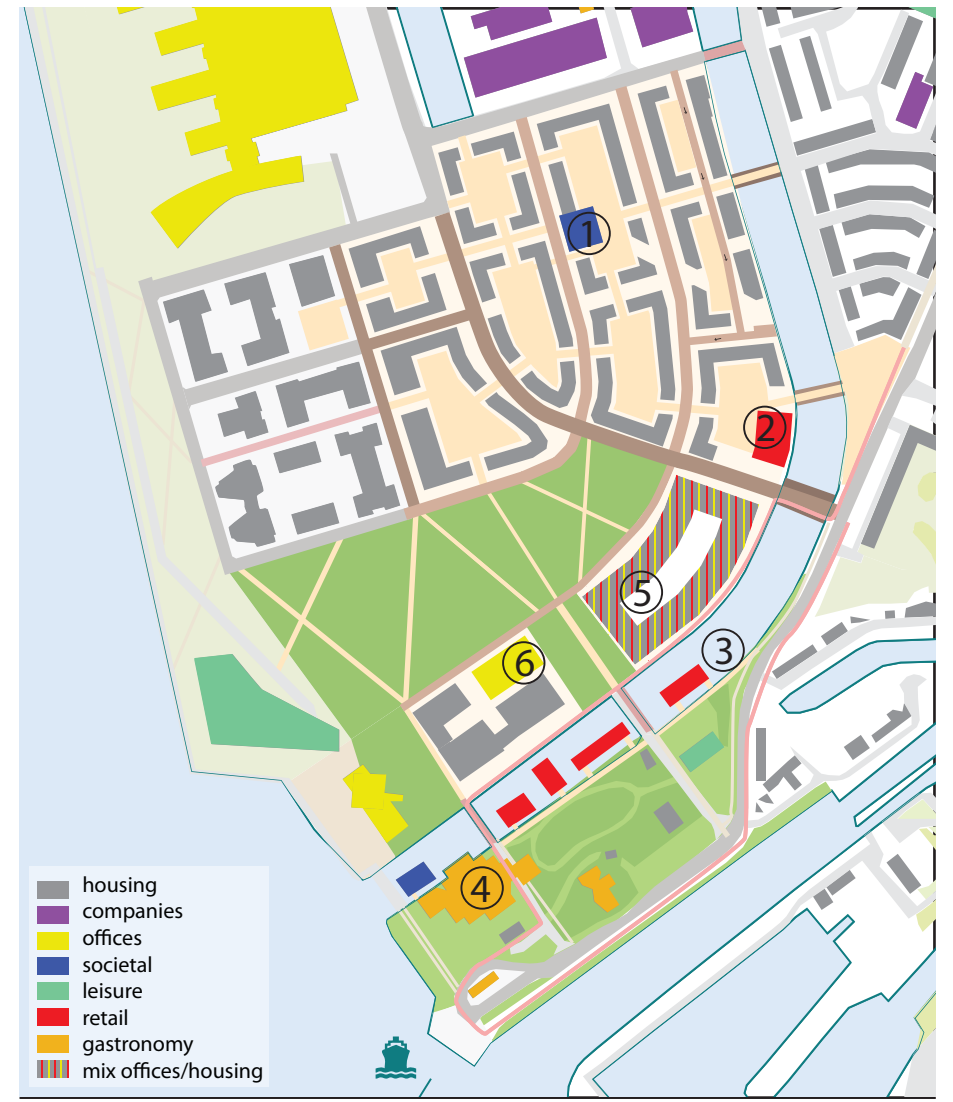 1
2
5
3
6
4
housing
companies
offices
societal
leisure
retail
gastronomy
mix offices/housing